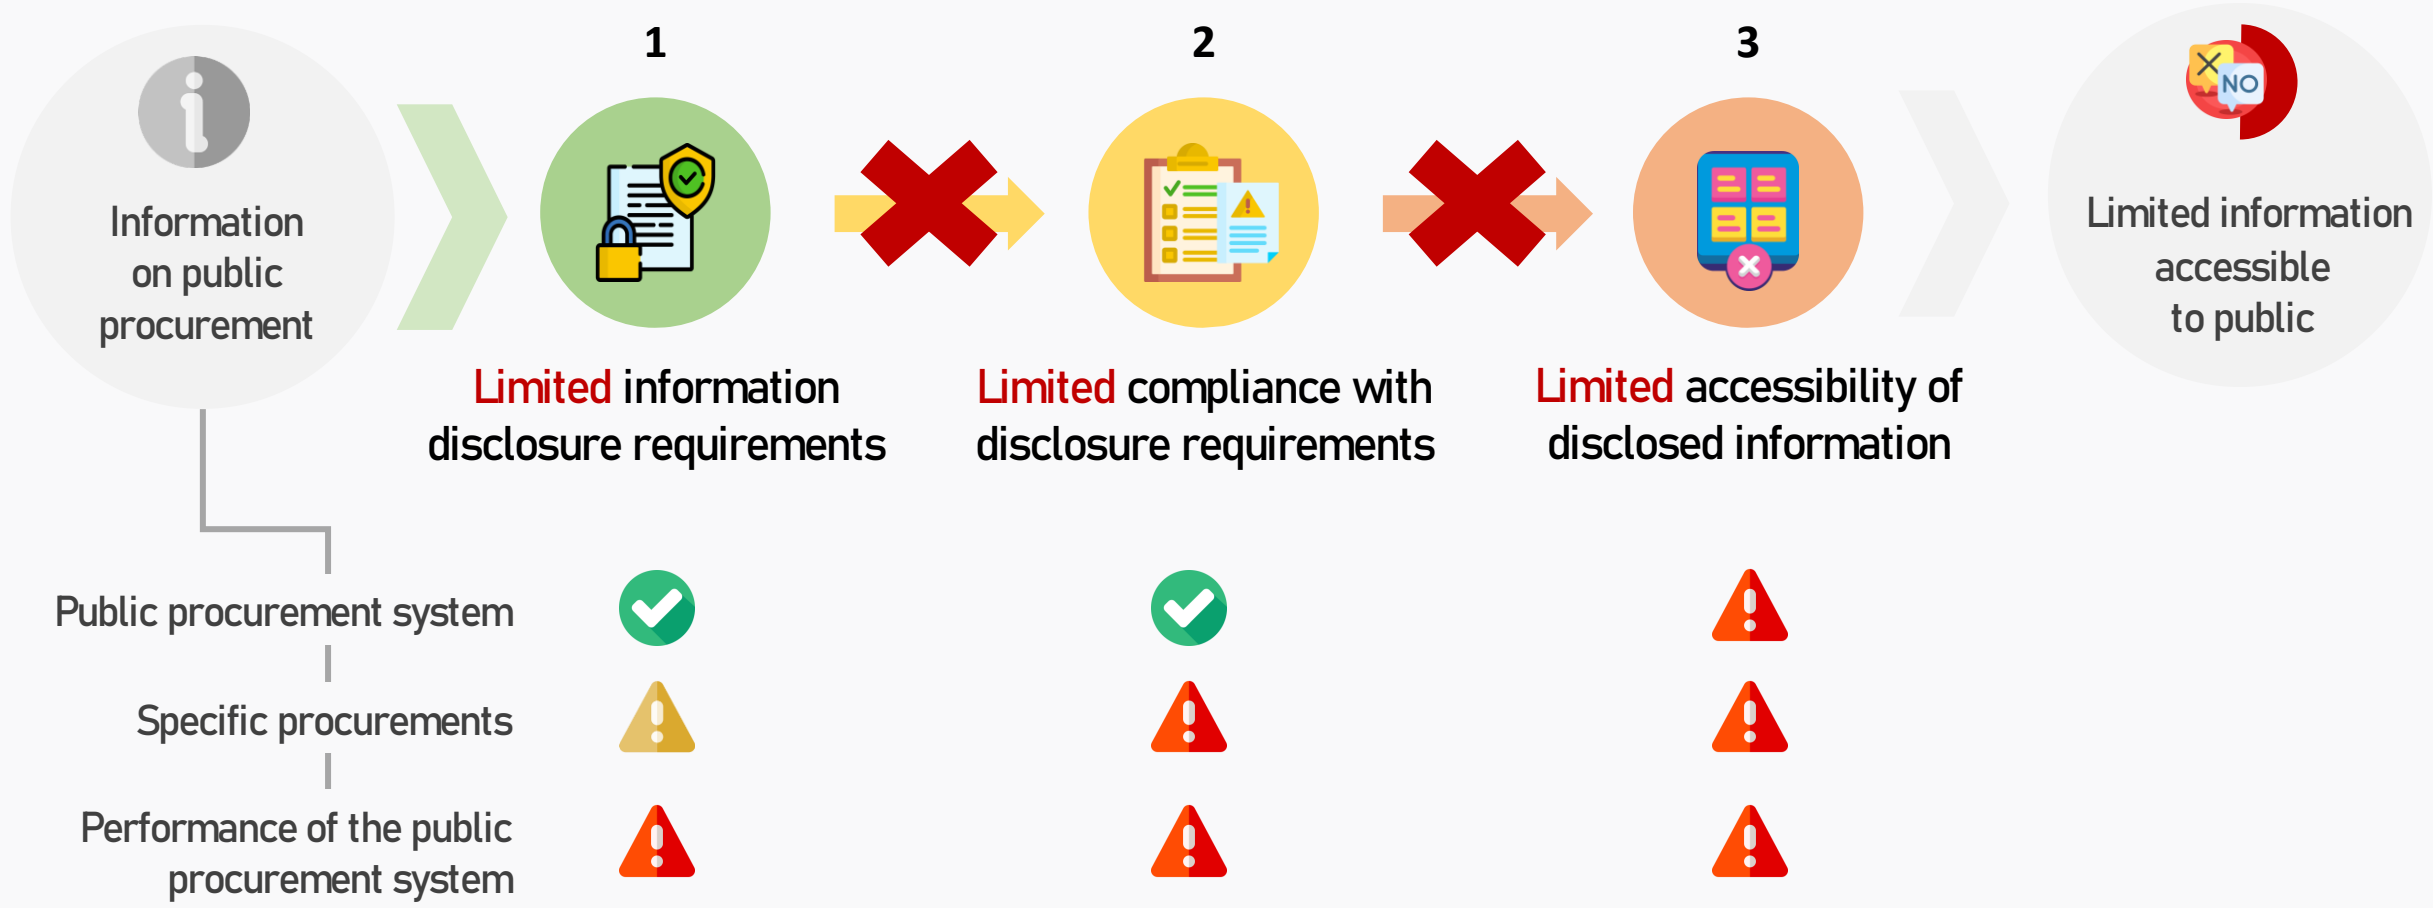 Information
on public
procurement
1
Limited information
disclosure requirements
2
Limited compliance with
disclosure requirements
3
Limited accessibility of
disclosed information
NO
Limited information
accessible
to public
Public procurement system
Specific procurements
Performance of the public
procurement system